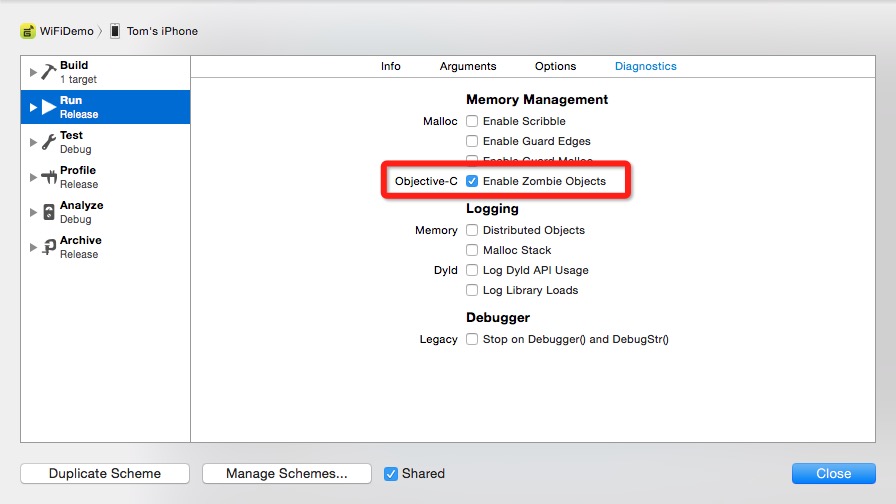 WiFiDemo
Tom's iPhone
Build
1 target
Run
Release
Test
Debug
Profile
Release
Analyze
Debug
Archive
Release
Info Arguments Options Diagnostics
Memory Management
Malloc Enable Scribble
Enable Guard Edges
Enable Guard Malloc
Objective-C Enable Zombie Objects
Logging
Memory Distributed Objects
Malloc Stack
Dyld Log Dyld API Usage
Log Library Loads
Debugger
Legacy Stop on Debugger() and DebugStr()
Duplicate Scheme
Manage Schemes...
Shared
Close